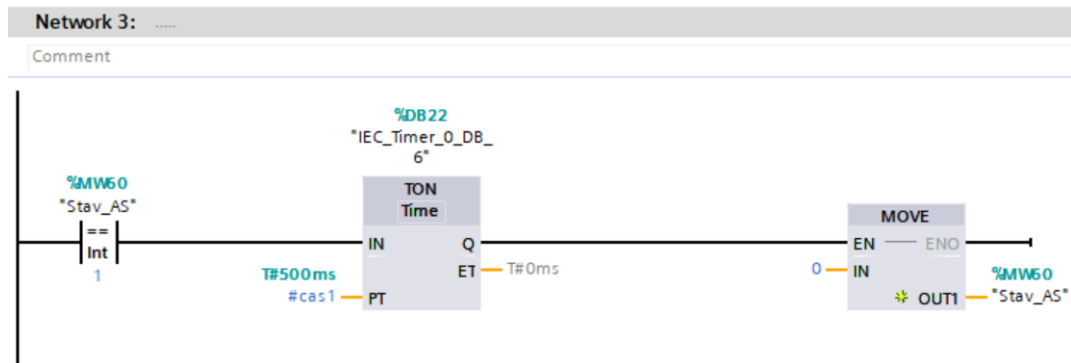 Network 3: .....
Comment
%DB22
"IEC_Timer_0_DB_
6"
%MW60
"Stav_AS"
==
Int
1
TON
Time
IN Q
ET T#0ms
T#500ms
#cas1 PT
MOVE
EN ENO
0 IN
%MW60
OUT1 "Stav_AS"